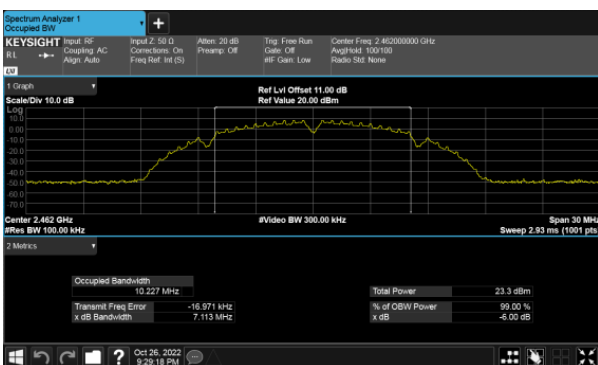 Spectrum Analyzer 1
Occupied BW
+
KEYSIGHT Input: RF Input Z: 50 Ω Atten: 20 dB Trig: Free Run Center Freq: 2.462000000 GHz
RL Coupling: AC Corrections: On Preamp: Off Gate: Off Avg|Hold: 100/100
Align: Auto Freq Ref: Int (S) #IF Gain: Low Radio Std: None
LXI
1 Graph Ref Lvl Offset 11.00 dB
Scale/Div 10.0 dB Ref Value 20.00 dBm
Log
10.0
0.00
-10.0
-20.0
-30.0
-40.0
-50.0
-60.0
-70.0
Center 2.462 GHz #Video BW 300.00 kHz Span 30 MHz
#Res BW 100.00 kHz Sweep 2.93 ms (1001 pts
2 Metrics
Occupied Bandwidth
10.227 MHz Total Power 23.3 dBm
Transmit Freq Error -16.971 kHz % of OBW Power 99.00 %
x dB Bandwidth 7.113 MHz x dB -6.00 dB
? Oct 26, 2022
9:29:18 PM